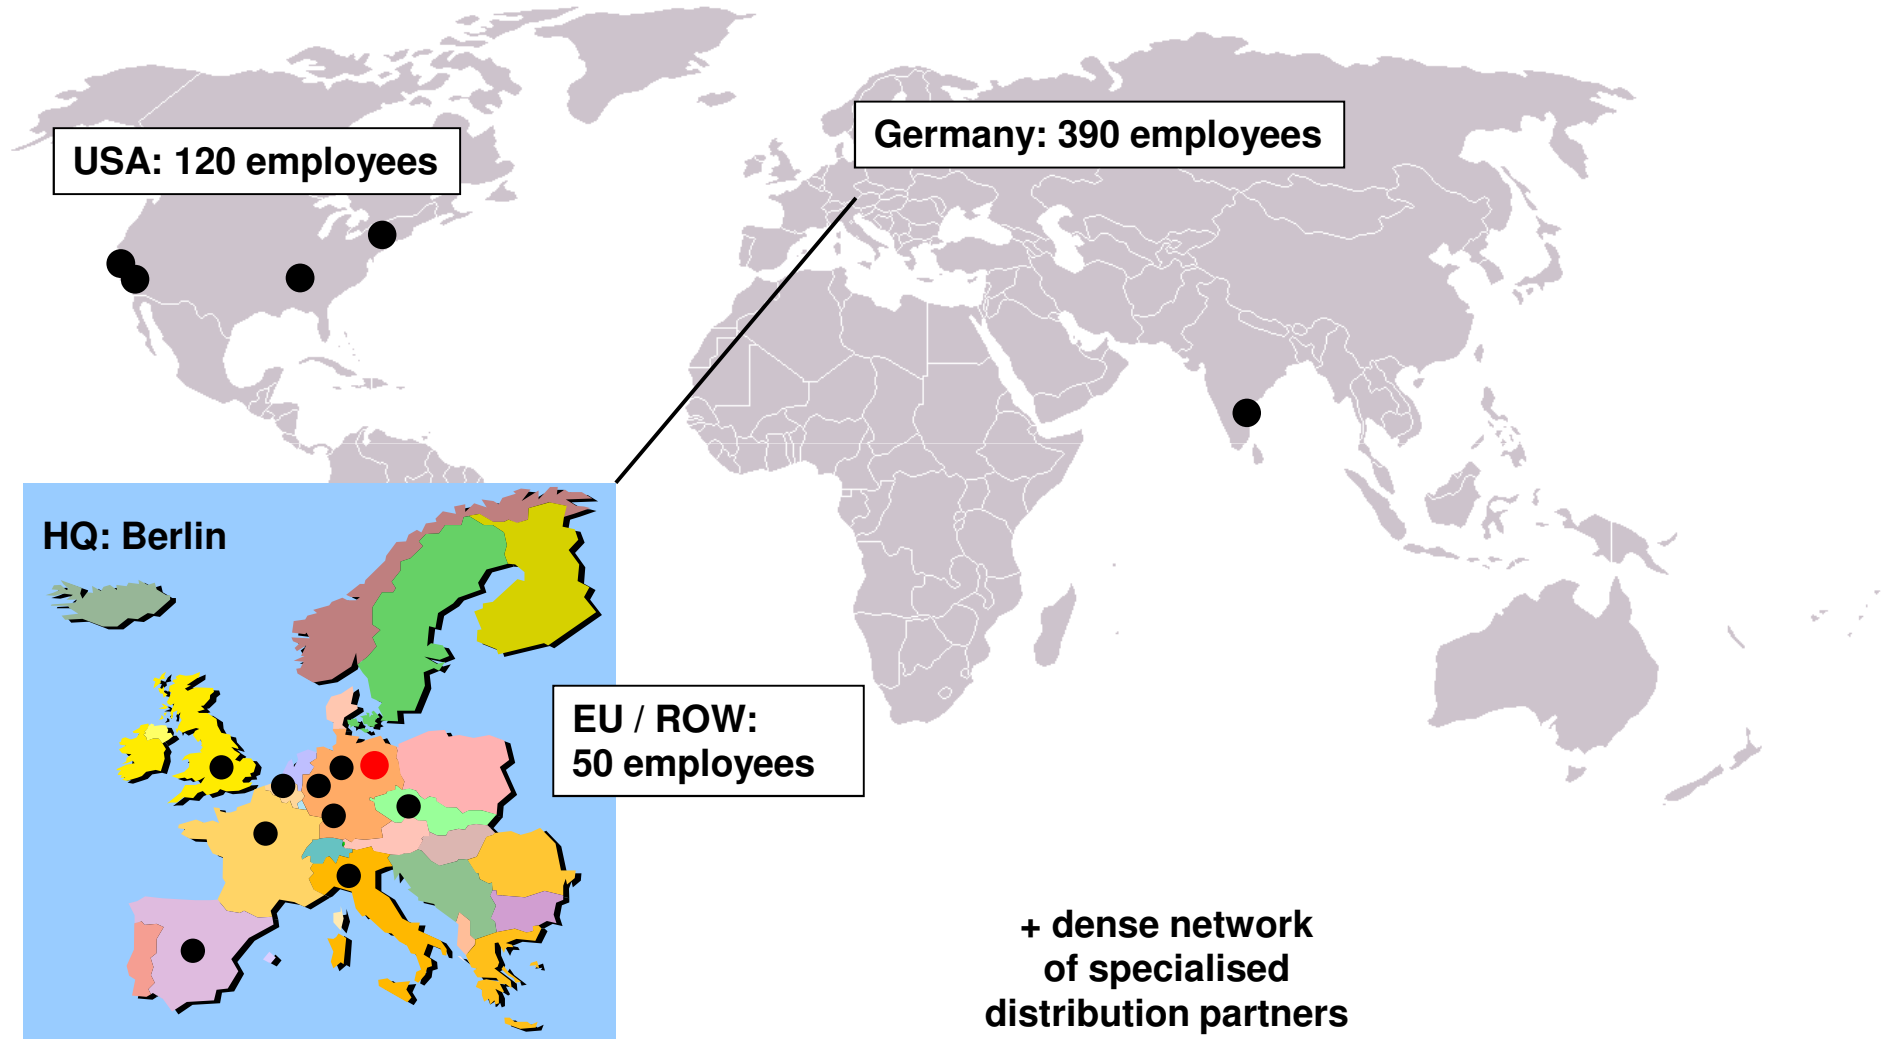 USA: 120 employees
Germany: 390 employees
HQ: Berlin
EU / ROW:
50 employees
+ dense network
of specialised
distribution partners